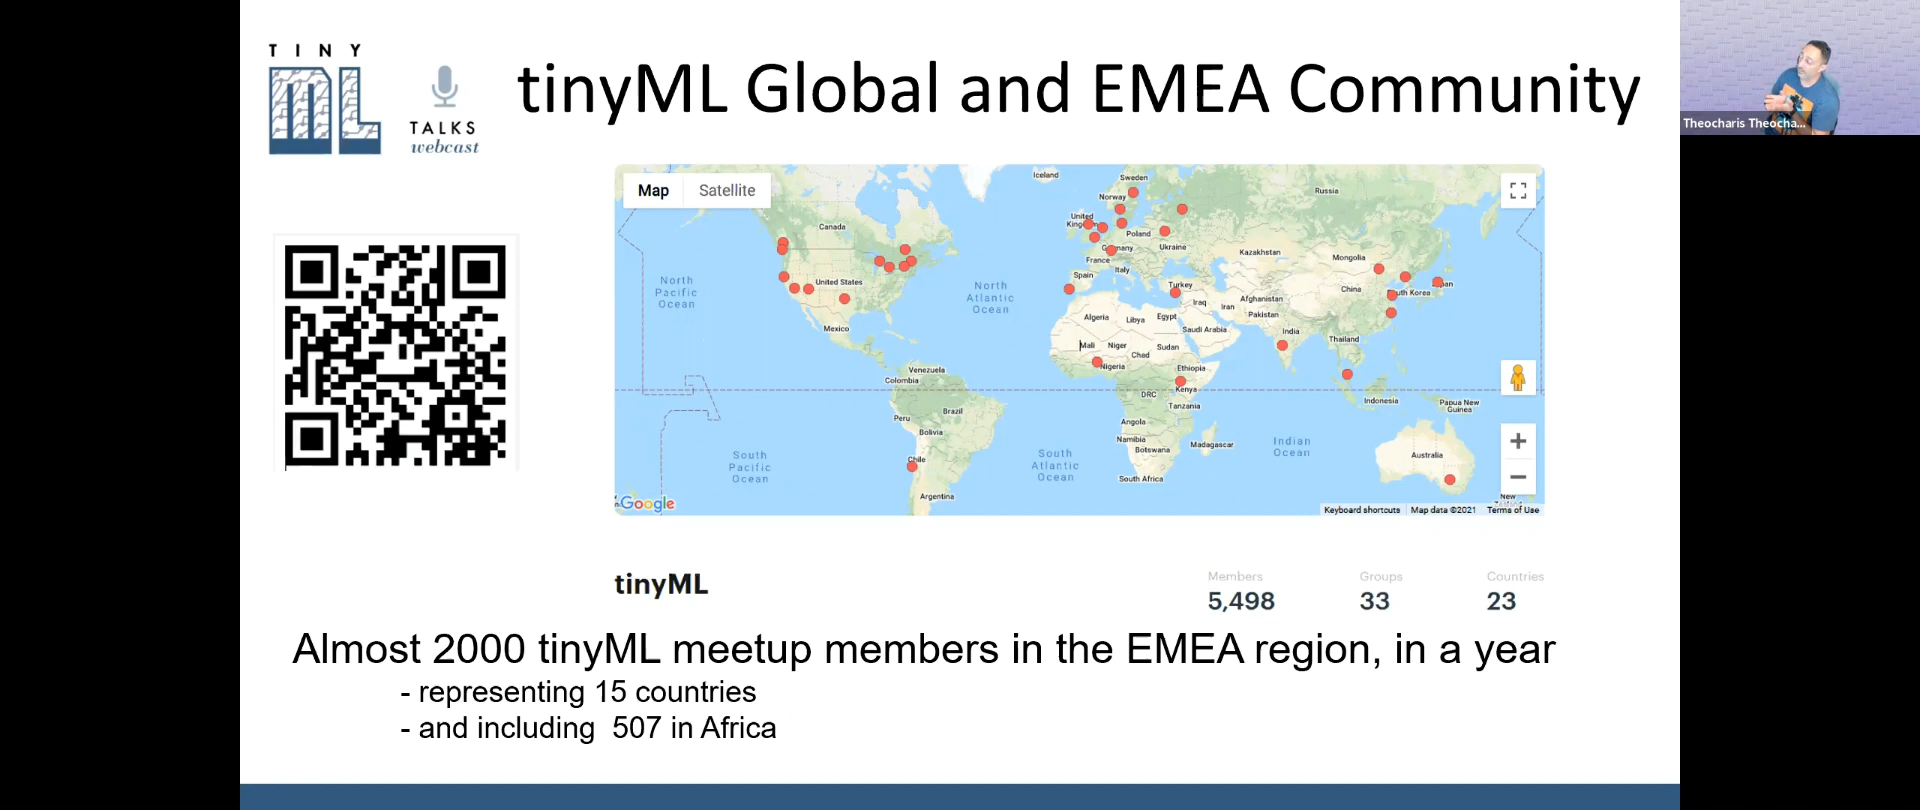 TINY
ML
TALKS
webcast
tinyML Global and EMEA Community
Theocharis Theocha...
Map
Satellite
Iceland
Sweden
Norway
Russia
Canada
United
Kingdom
Poland
Germany
Ukraine
Kazakhstan
Mongolia
France
Italy
Spain
Turkey
United States
North
Pacific
Ocean
North
Atlantic
Ocean
China
South Korea
Iraq
Iran
Afghanistan
Pakistan
Algeria
Libya
Egypt
Saudi Arabia
India
Mexico
Mali
Niger
Chad
Sudan
Thailand
Nigeria
Ethiopia
Venezuela
Colombia
Kenya
DRC
Tanzania
Indonesia
Papua New
Guinea
Brazil
Peru
Bolivia
Angola
Namibia
Botswana
Madagascar
Indian
Ocean
South
Pacific
Ocean
South
Atlantic
Ocean
Chile
Australia
South Africa
Argentina
New
Google
Keyboard shortcuts
Map data ©2021
Terms of Use
tinyML
Members
Groups
Countries
5,498
33
23
Almost 2000 tinyML meetup members in the EMEA region, in a year
- representing 15 countries
- and including 507 in Africa